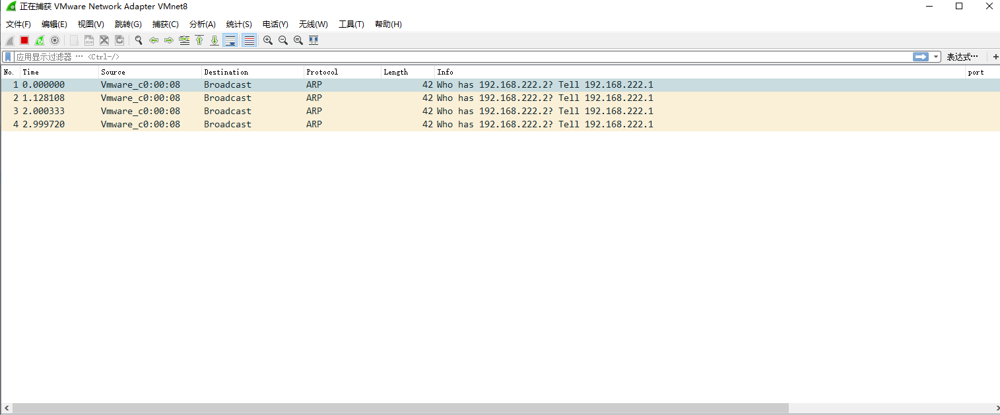 正在捕获 VMware Network Adapter VMnet8
文件(F) 编辑(E) 视图(V) 跳转(G) 捕获(C) 分析(A) 统计(S) 电话(Y) 无线(W) 工具(T) 帮助(H)
应用显示过滤器 … <Ctrl-/> 表达式… +
No. Time Source Destination Protocol Length Info port
1 0.000000 Vmware_c0:00:08 Broadcast ARP 42 Who has 192.168.222.2? Tell 192.168.222.1
2 1.128108 Vmware_c0:00:08 Broadcast ARP 42 Who has 192.168.222.2? Tell 192.168.222.1
3 2.000333 Vmware_c0:00:08 Broadcast ARP 42 Who has 192.168.222.2? Tell 192.168.222.1
4 2.999720 Vmware_c0:00:08 Broadcast ARP 42 Who has 192.168.222.2? Tell 192.168.222.1